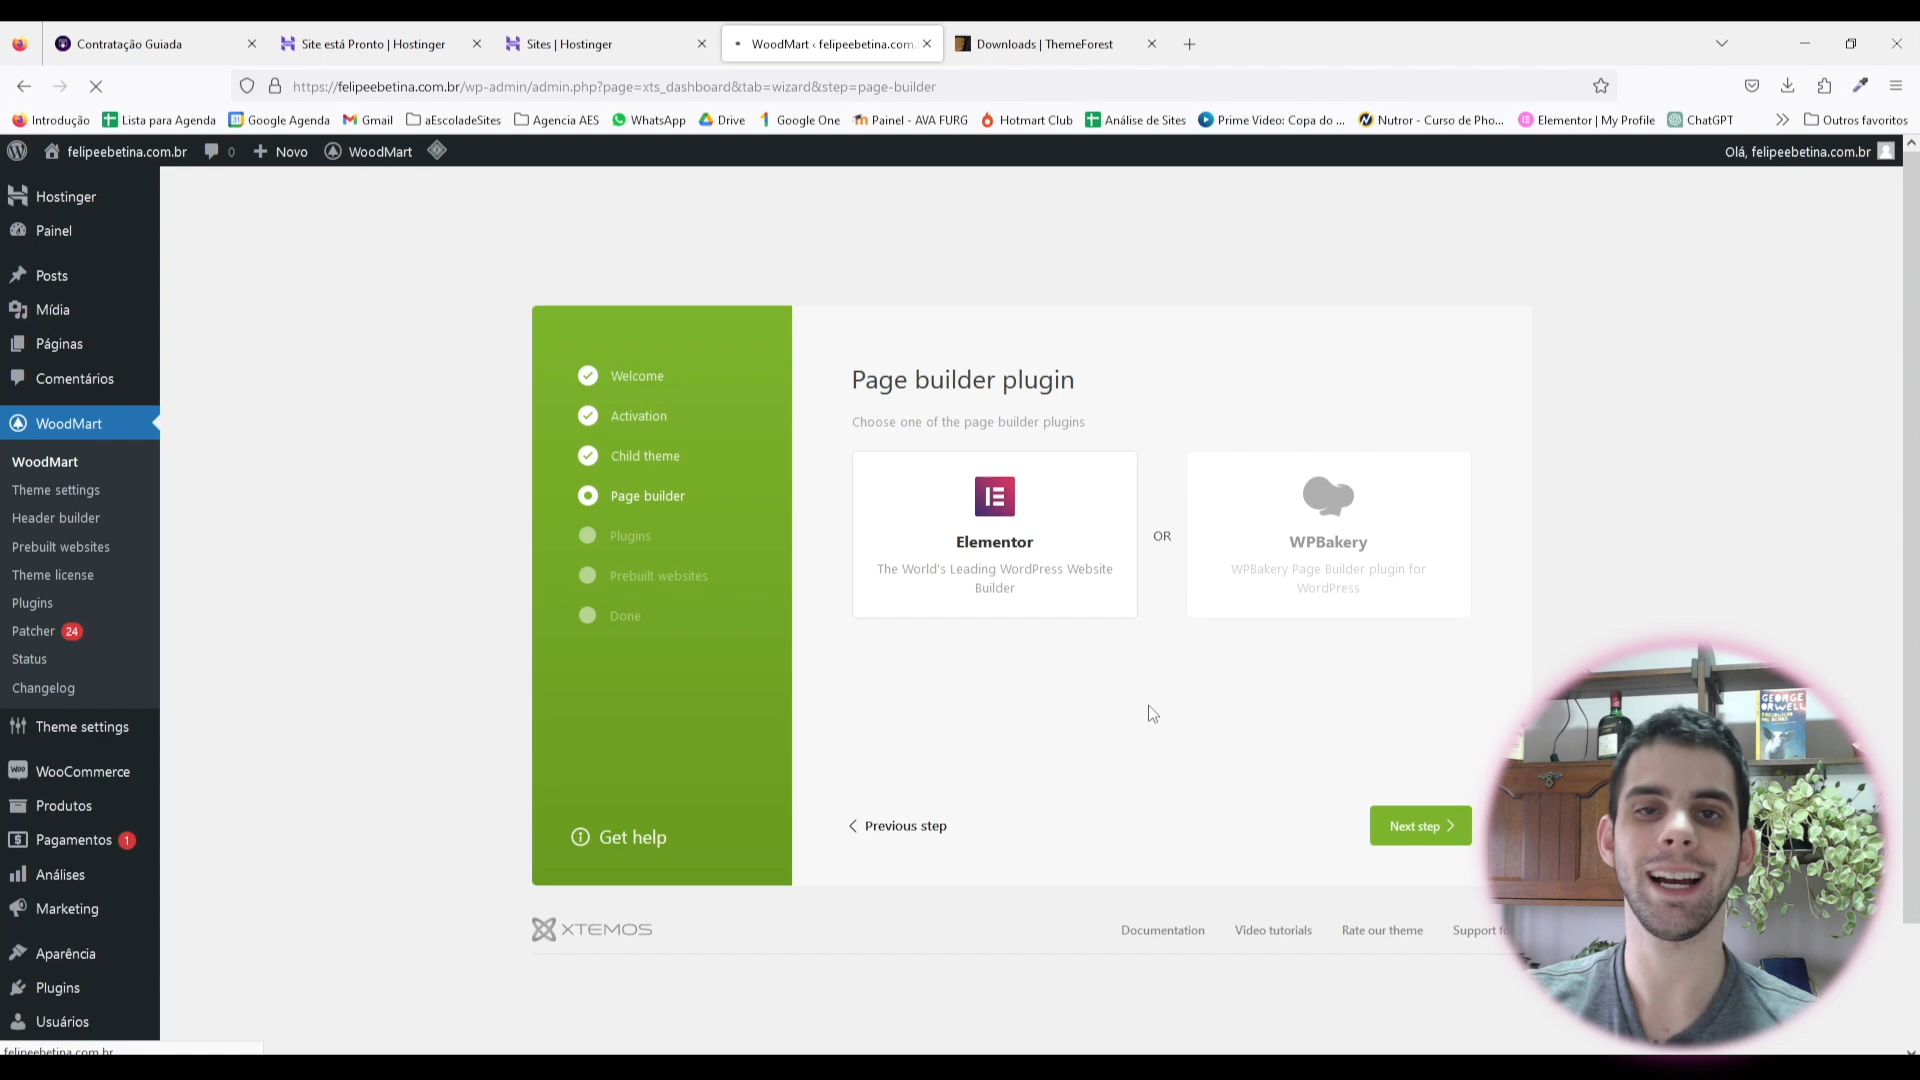 Contratação Guiada
Site está Pronto | Hostinger
Sites | Hostinger
WoodMart ‹ felipeebetina.com.
Downloads | ThemeForest
https://felipeebetina.com.br/wp-admin/admin.php?page=xts_dashboard&tab=wizard&step=page-builder
Introdução
Lista para Agenda
Google Agenda
Gmail
aEscoladeSites
Agencia AES
WhatsApp
Drive
Google One
Painel - AVA FURG
Hotmart Club
Análise de Sites
Prime Video: Copa do ...
Nutror - Curso de Pho...
Elementor | My Profile
ChatGPT
Outros favoritos
felipeebetina.com.br
0
Novo
WoodMart
Olá, felipeebetina.com.br
Hostinger
Painel
Posts
Mídia
Páginas
Comentários
WoodMart
WoodMart
Theme settings
Header builder
Prebuilt websites
Theme license
Plugins
Patcher 24
Status
Changelog
Theme settings
WooCommerce
Produtos
Pagamentos 1
Análises
Marketing
Aparência
Plugins
Usuários
felipeebetina.com.br
Welcome
Activation
Child theme
Page builder
Plugins
Prebuilt websites
Done
Get help
Page builder plugin
Choose one of the page builder plugins
Elementor
The World's Leading WordPress Website
Builder
OR
WPBakery
WPBakery Page Builder plugin for
WordPress
Previous step
Next step
XTEMOS
Documentation
Video tutorials
Rate our theme
Support fo
GEORGE
ORWELL